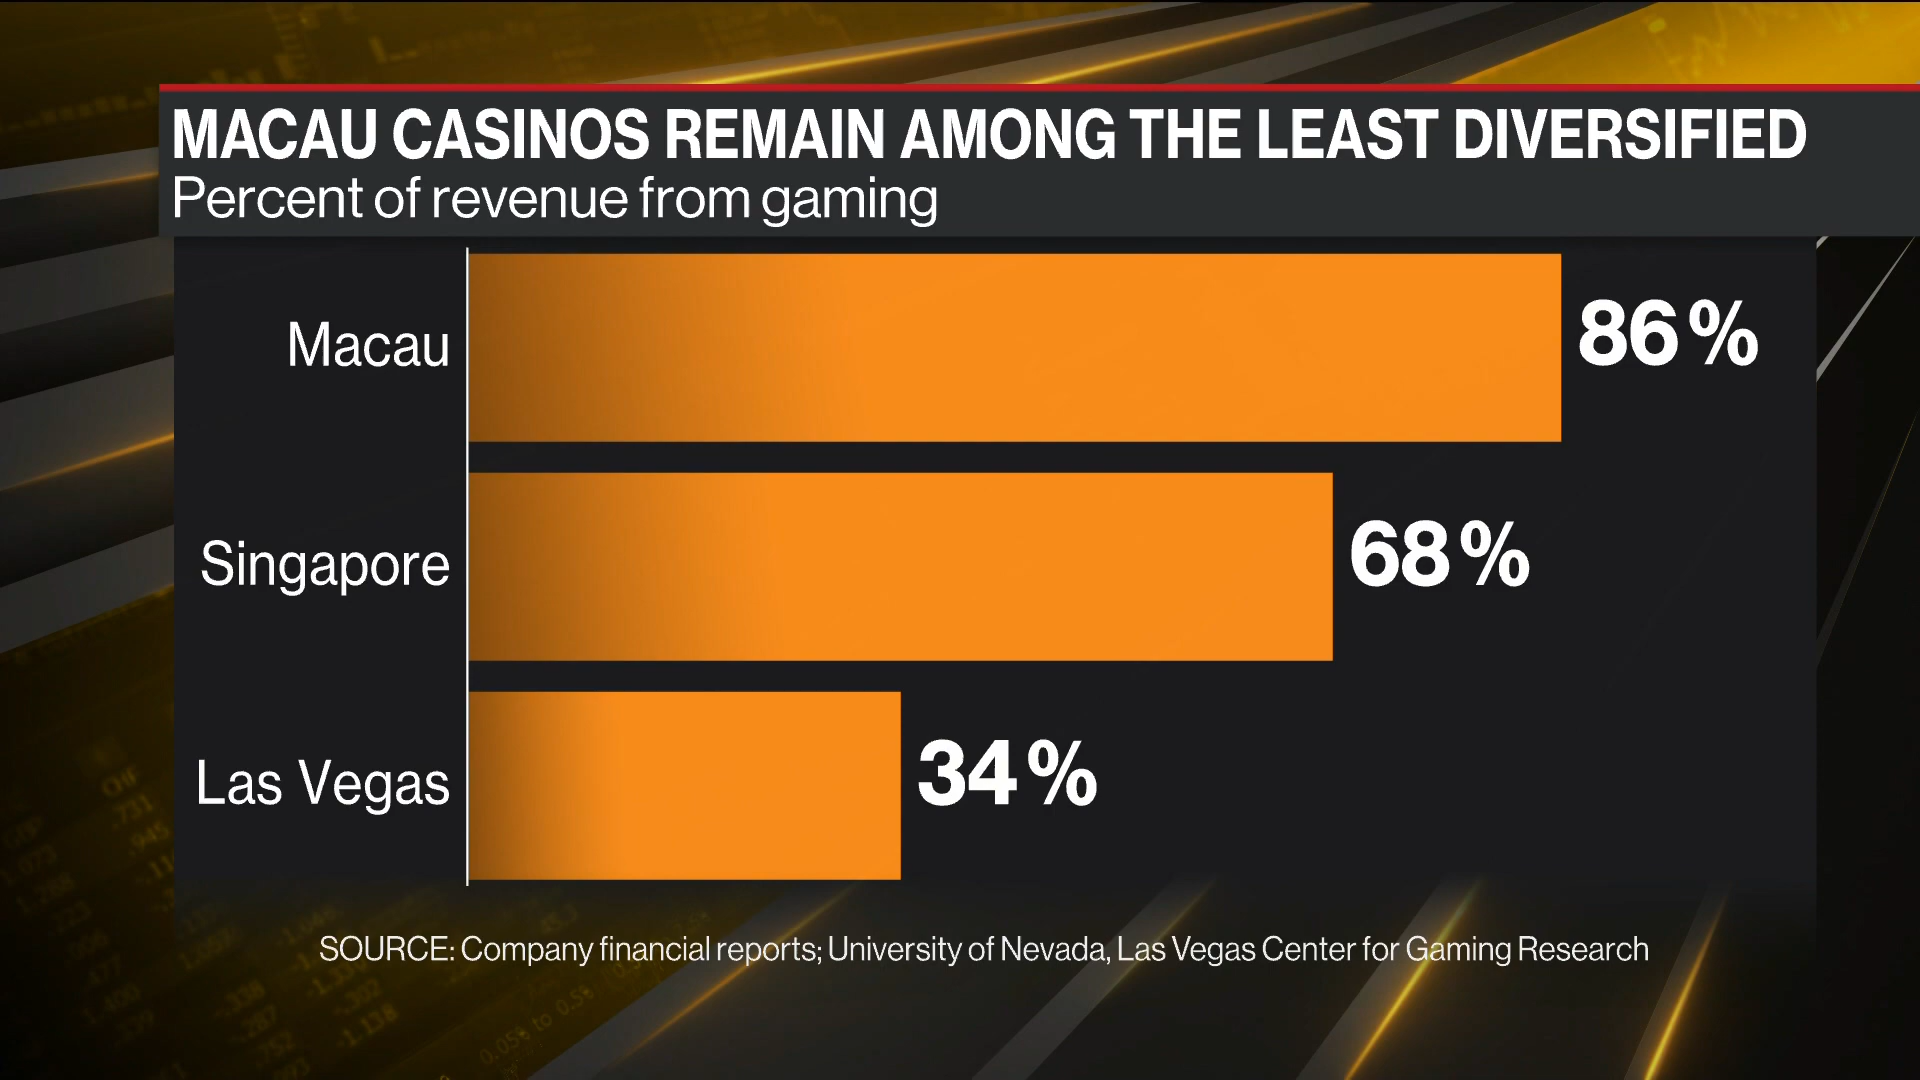 MACAU CASINOS REMAIN AMONG THE LEAST DIVERSIFIED
Percent of revenue from gaming
Macau
86%
Singapore
68%
Las Vegas
34%
SOURCE: Company financial reports; University of Nevada, Las Vegas Center for Gaming Research